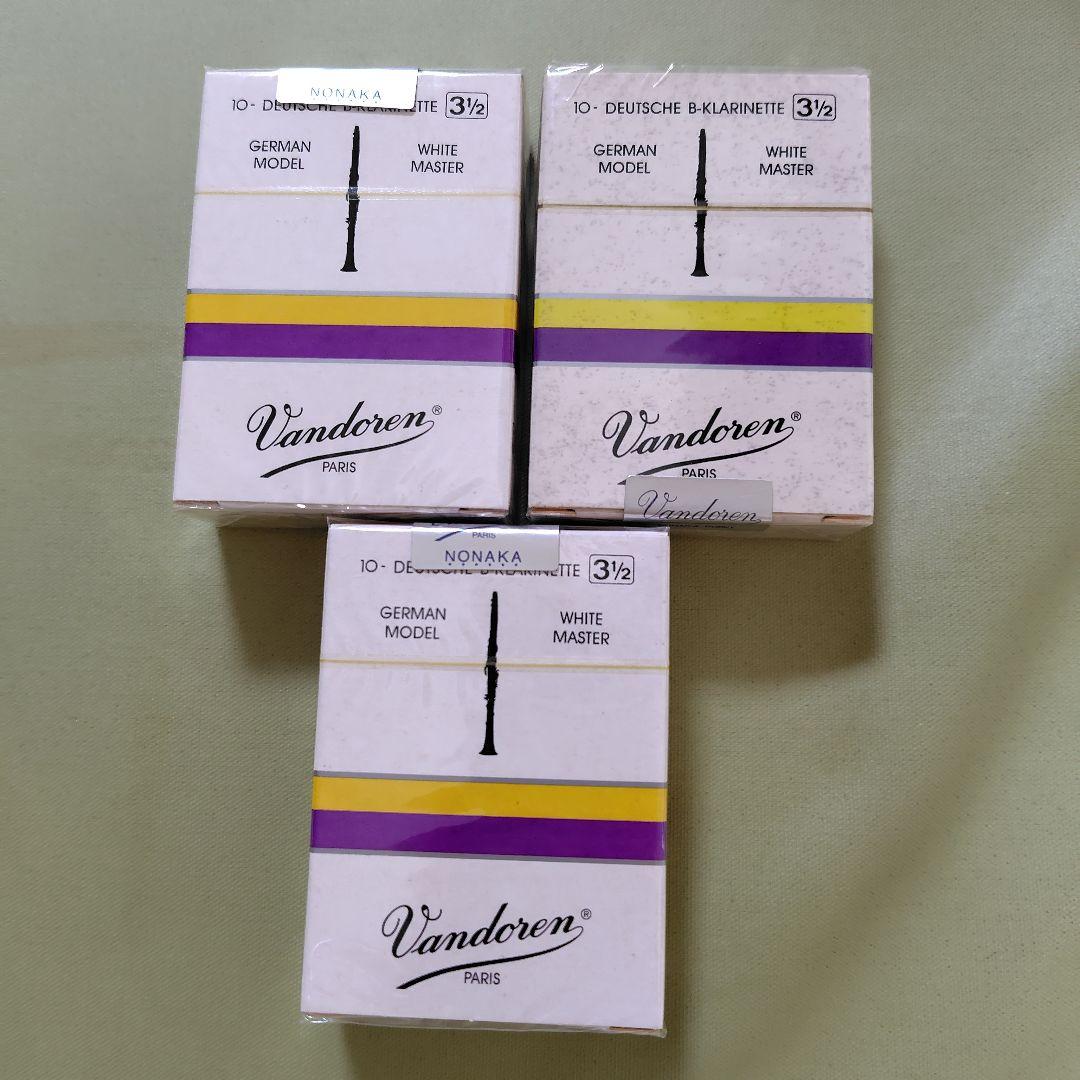 NONAKA
10- DEUTSCHE B-KLARINETTE 3½
GERMAN MODEL
WHITE MASTER
Vandoren®
PARIS
10- DEUTSCHE B-KLARINETTE 3½
GERMAN MODEL
WHITE MASTER
Vandoren®
PARIS
Vandoren
PARIS
NONAKA
10- DEUTSCHE B-KLARINETTE 3½
GERMAN MODEL
WHITE MASTER
Vandoren®
PARIS